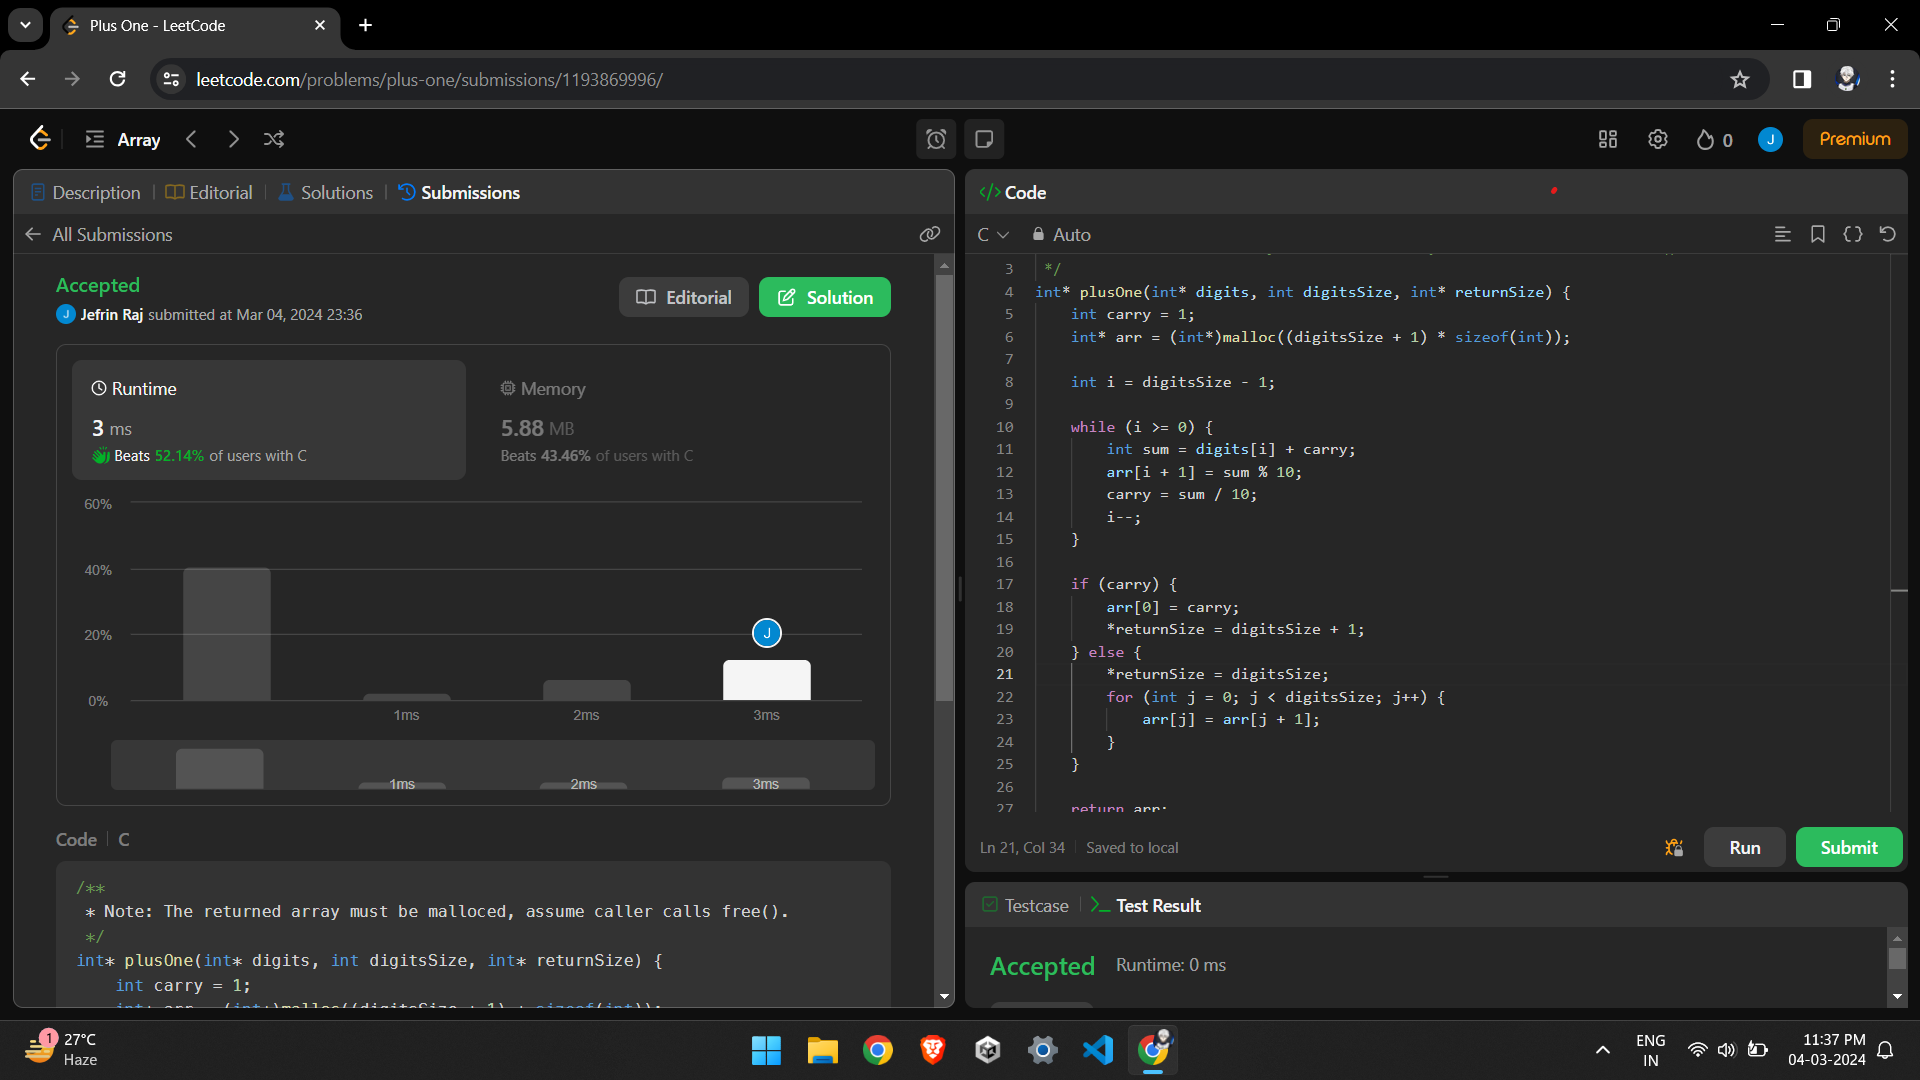 Plus One - LeetCode
leetcode.com/problems/plus-one/submissions/1193869996/
Array
0
J
Premium
Description
Editorial
Solutions
Submissions
All Submissions
Accepted
J Jefrin Raj submitted at Mar 04, 2024 23:36
Editorial
Solution
Runtime
3 ms
Beats 52.14% of users with C
Memory
5.88 MB
Beats 43.46% of users with C
60%
40%
20%
0%
J
1ms
2ms
3ms
1ms
2ms
3ms
Code
C
/**
* Note: The returned array must be malloced, assume caller calls free().
*/
int* plusOne(int* digits, int digitsSize, int* returnSize) {
int carry = 1;
int* arr = (int*)malloc((digitsSize + 1) * sizeof(int));
</> Code
C
Auto
3 */
4 int* plusOne(int* digits, int digitsSize, int* returnSize) {
5 int carry = 1;
6 int* arr = (int*)malloc((digitsSize + 1) * sizeof(int));
7
8 int i = digitsSize - 1;
9
10 while (i >= 0) {
11 int sum = digits[i] + carry;
12 arr[i + 1] = sum % 10;
13 carry = sum / 10;
14 i--;
15 }
16
17 if (carry) {
18 arr[0] = carry;
19 *returnSize = digitsSize + 1;
20 } else {
21 *returnSize = digitsSize;
22 for (int j = 0; j < digitsSize; j++) {
23 arr[j] = arr[j + 1];
24 }
25 }
26
27 return arr;
Ln 21, Col 34
Saved to local
Run
Submit
Testcase
Test Result
Accepted
Runtime: 0 ms
1
27°C
Haze
ENG
IN
11:37 PM
04-03-2024